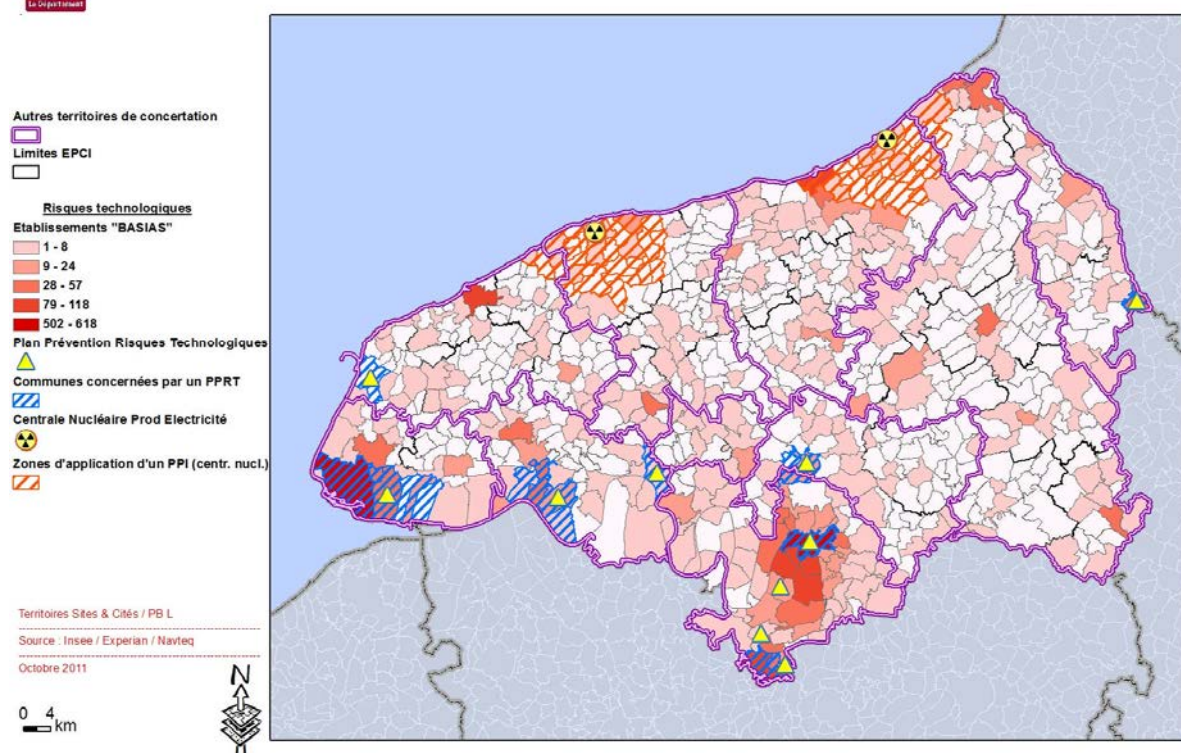 Le Département
Autres territoires de concertation
Limites EPCI
Risques technologiques
Etablissements "BASIAS"
1 - 8
9 - 24
28 - 57
79 - 118
502 - 618
Plan Prévention Risques Technologiques
Communes concernées par un PPRT
Centrale Nucléaire Prod Electricité
Zones d'application d'un PPI (centr. nucl.)
Territoires Sites & Cités / PB L
Source : Insee / Experian / Navteq
Octobre 2011
N
0 4
km